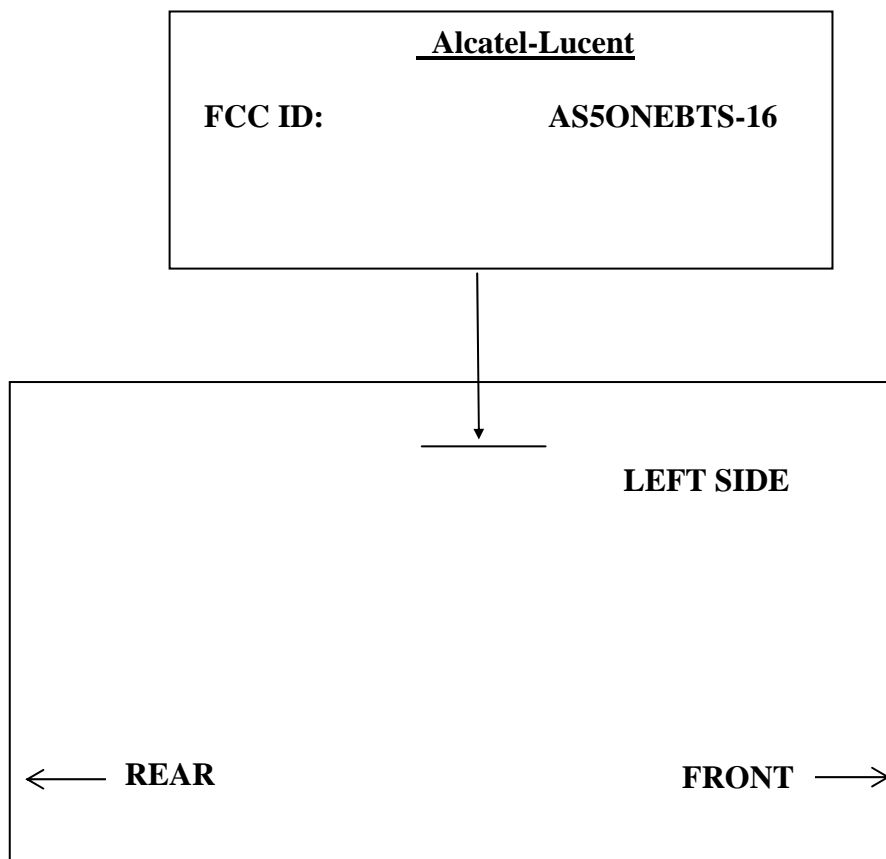 Alcatel-Lucent
FCC ID: AS5ONEBTS-16
LEFT SIDE
REAR FRONT